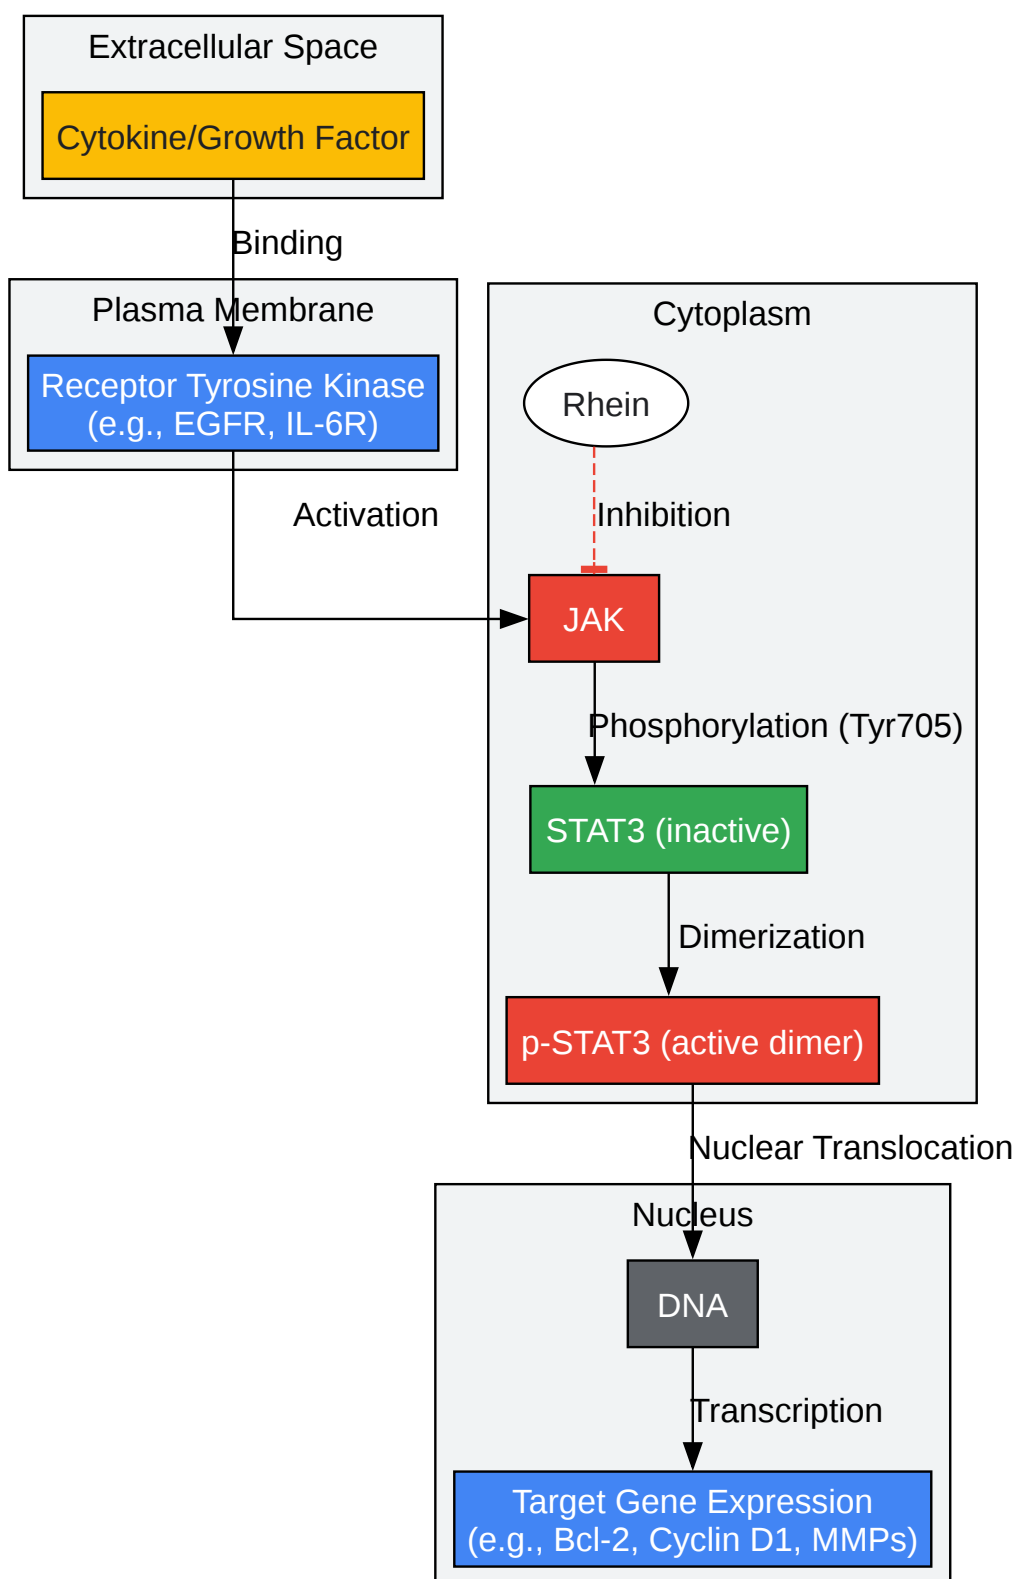 Extracellular Space
Cytokine/Growth Factor
Binding
Plasma Membrane
Receptor Tyrosine Kinase
(e.g., EGFR, IL-6R)
Activation
Cytoplasm
Rhein
Inhibition
JAK
Phosphorylation (Tyr705)
STAT3 (inactive)
Dimerization
p-STAT3 (active dimer)
Nuclear Translocation
Nucleus
DNA
Transcription
Target Gene Expression
(e.g., Bcl-2, Cyclin D1, MMPs)